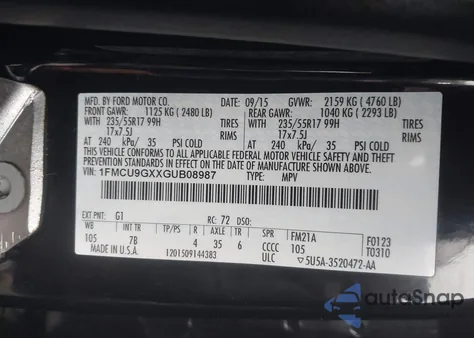 MFD. BY FORD MOTOR CO. 09/15 GVWR: 2159 KG (4760 LB)
FRONT GAWR: 1125 KG (2480 LB) REAR GAWR: 1040 KG (2293 LB)
WITH 235/55R17 99H TIRES WITH 235/55R17 99H TIRES
17x7.5J RIMS 17x7.5J RIMS
AT 240 kPa/ 35 PSI COLD AT 240 kPa/ 35 PSI COLD
THIS VEHICLE CONFORMS TO ALL APPLICABLE FEDERAL MOTOR VEHICLE SAFETY AND THEFT PREVENTION STANDARDS IN EFFECT ON THE DATE OF MANUFACTURE SHOWN ABOVE.
VIN: 1FMCU9GXXGUB08987 TYPE: MPV
EXT PNT: G1 RC: 72 DSO:
WB BRK INT TR TP/PS R AXLE TR SPR FM21A F0123
105 7B 4 35 6 CCCC 105 T0310
MADE IN U.S.A. 1201509144383 ULC 5U5A-3520472-AA
AutoSnap